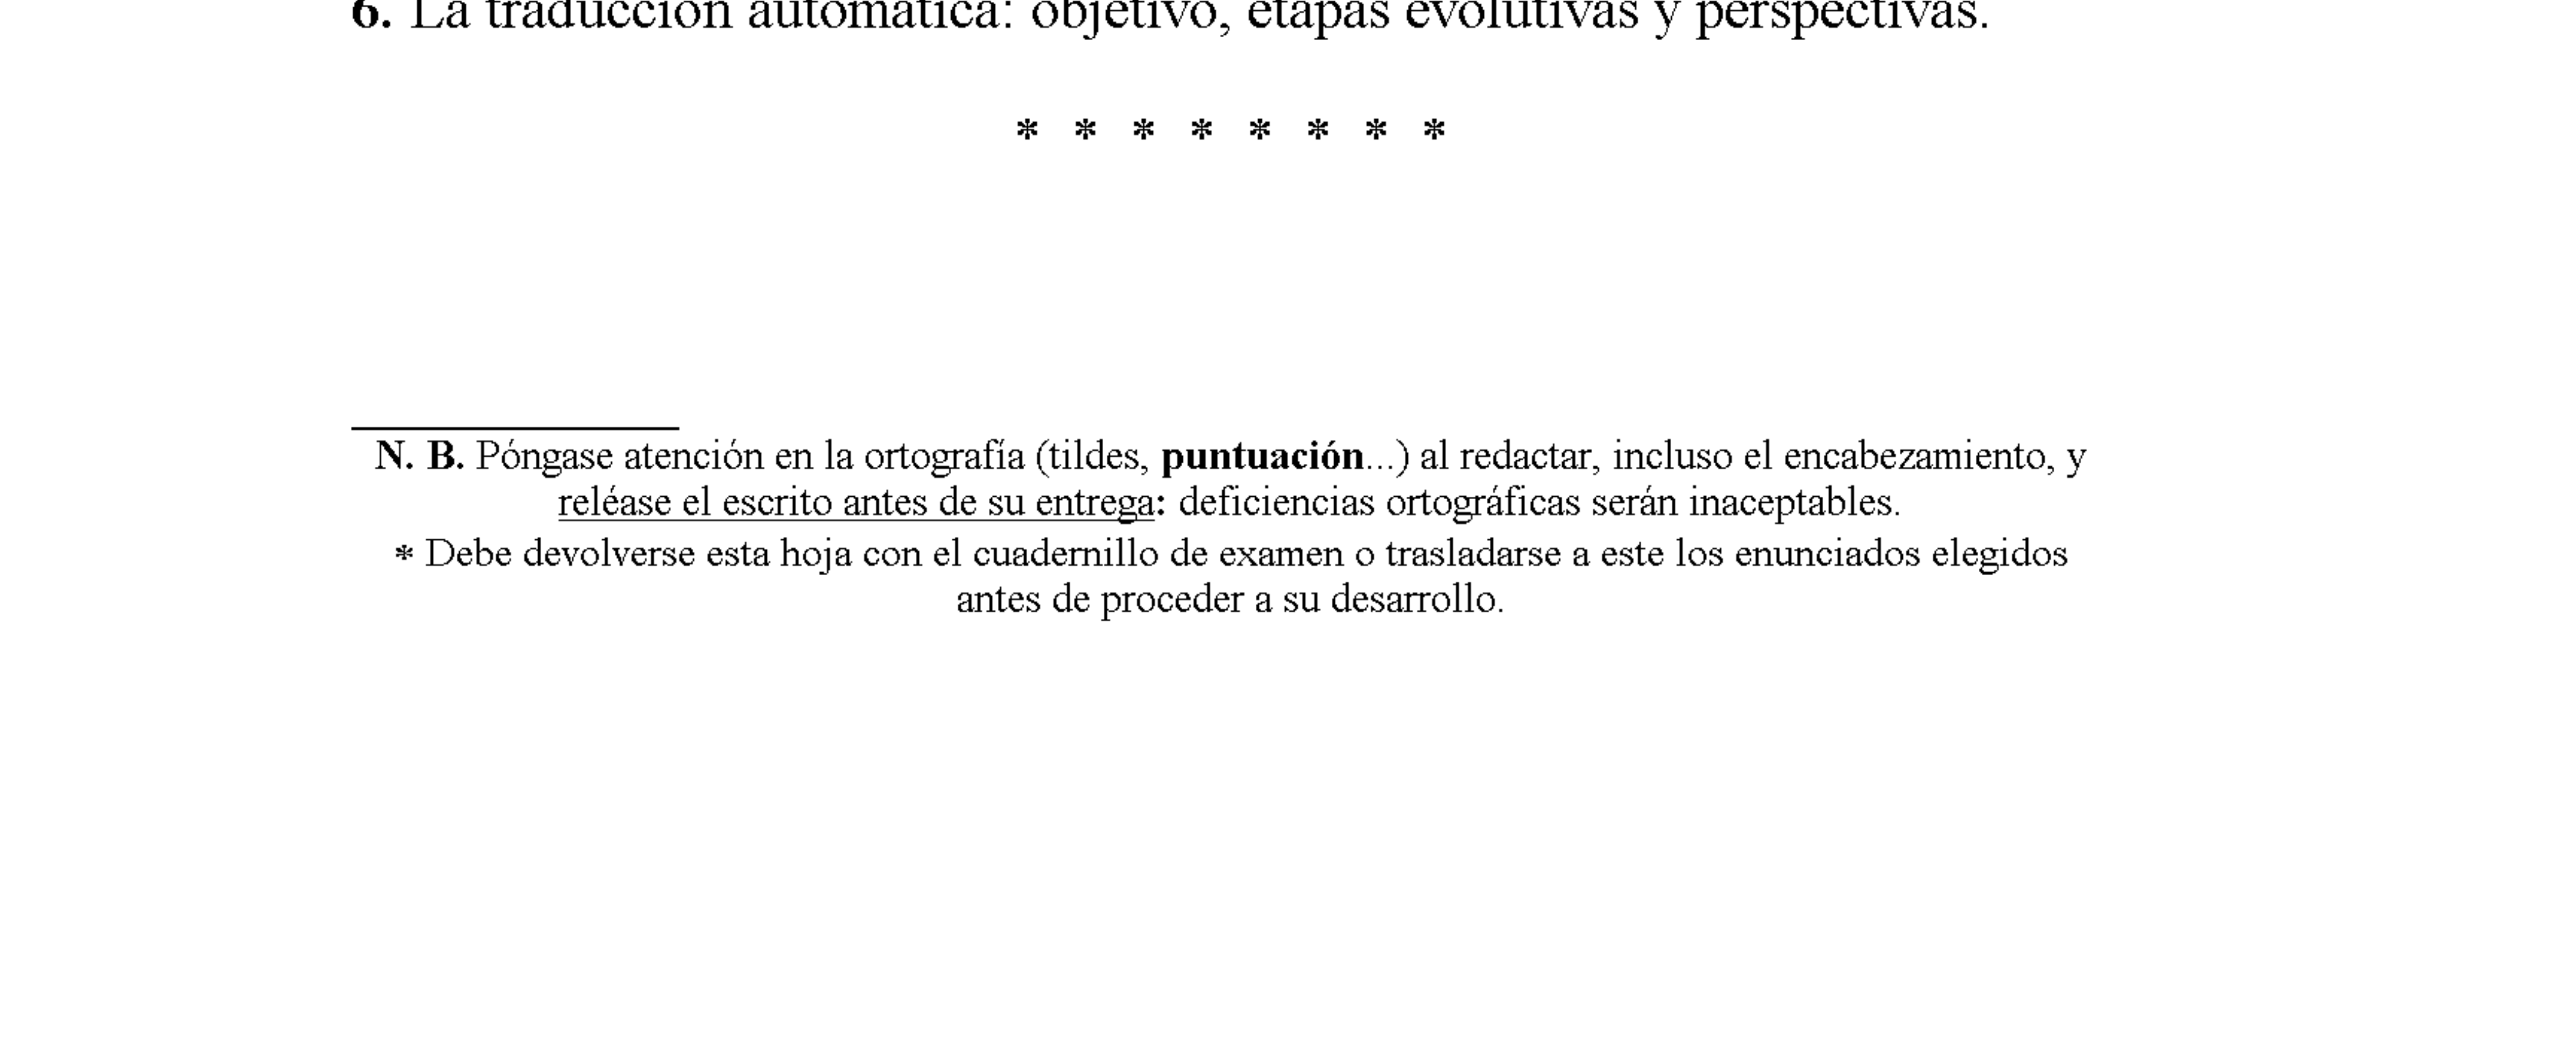 6. La traducción automática: objetivo, etapas evolutivas y perspectivas.
* * * * * * * *
N. B. Póngase atención en la ortografía (tildes, puntuación...) al redactar, incluso el encabezamiento, y
reléase el escrito antes de su entrega: deficiencias ortográficas serán inaceptables.
* Debe devolverse esta hoja con el cuadernillo de examen o trasladarse a este los enunciados elegidos
antes de proceder a su desarrollo.